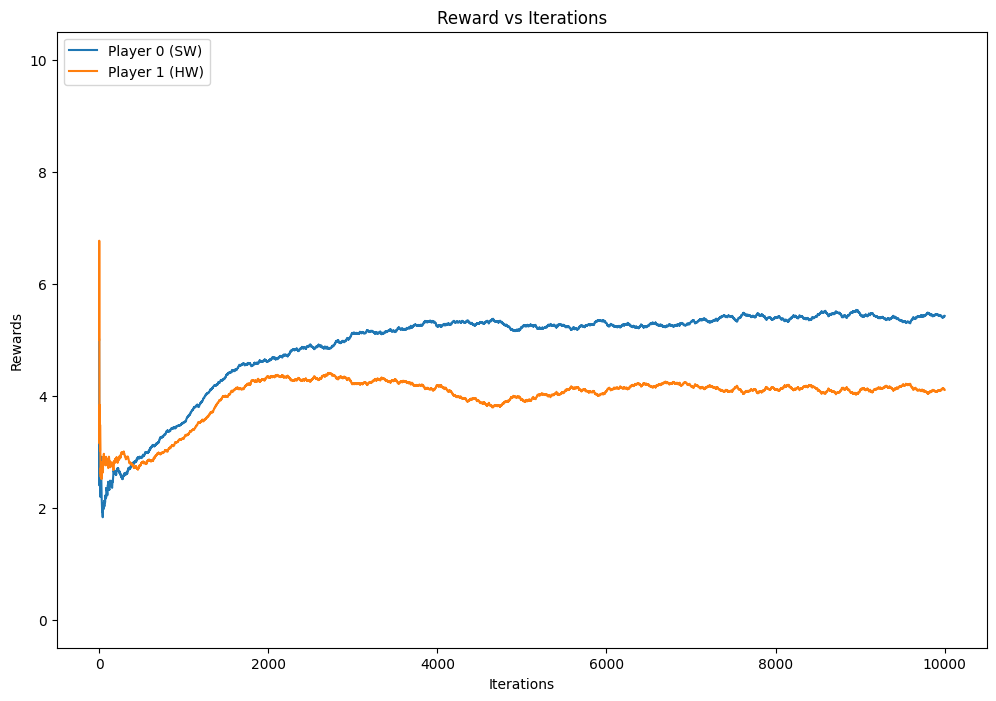 Reward vs Iterations
Player 0 (SW)
Player 1 (HW)
10
8
6
4
2
0
Rewards
0 2000 4000 6000 8000 10000
Iterations